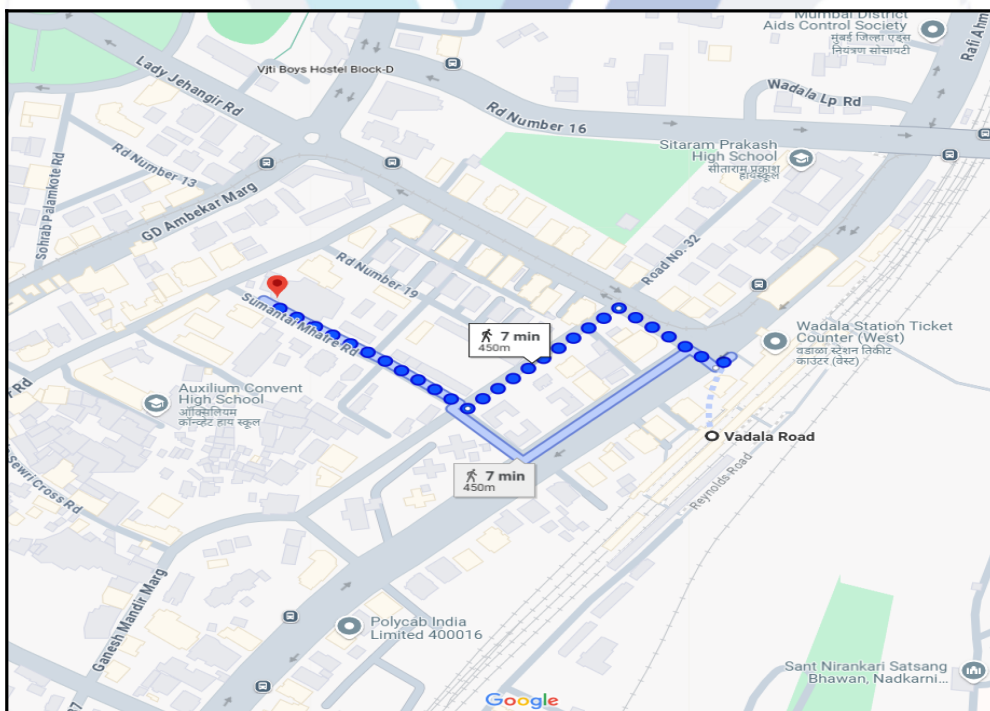 Mumbai District
Aids Control Society
मुंबई जिल्हा एड्स
नियंत्रण सोसायटी
Rafi Ahm
Lady Jehangir Rd
Vjti Boys Hostel Block-D
Wadala Lp Rd
Rd Number 16
Sitaram Prakash
High School
सीताराम प्रकाश
हायस्कूल
Rd Number 13
Sohrab Palamkote Rd
GD Ambekar Marg
Road No. 32
Rd Number 19
Sumantai Mhatre Rd
7 min
450m
Wadala Station Ticket
Counter (West)
वडाळा स्टेशन तिकीट
काउंटर (वेस्ट)
Auxilium Convent
High School
ऑक्सिलियम
कॉन्व्हेंट हाय स्कूल
r Rd
Vadala Road
7 min
450m
Reynolds Road
Sewri Cross Rd
Ganesh Mandir Marg
Polycab India
Limited 400016
Sant Nirankari Satsang
Bhawan, Nadkarni...
Google